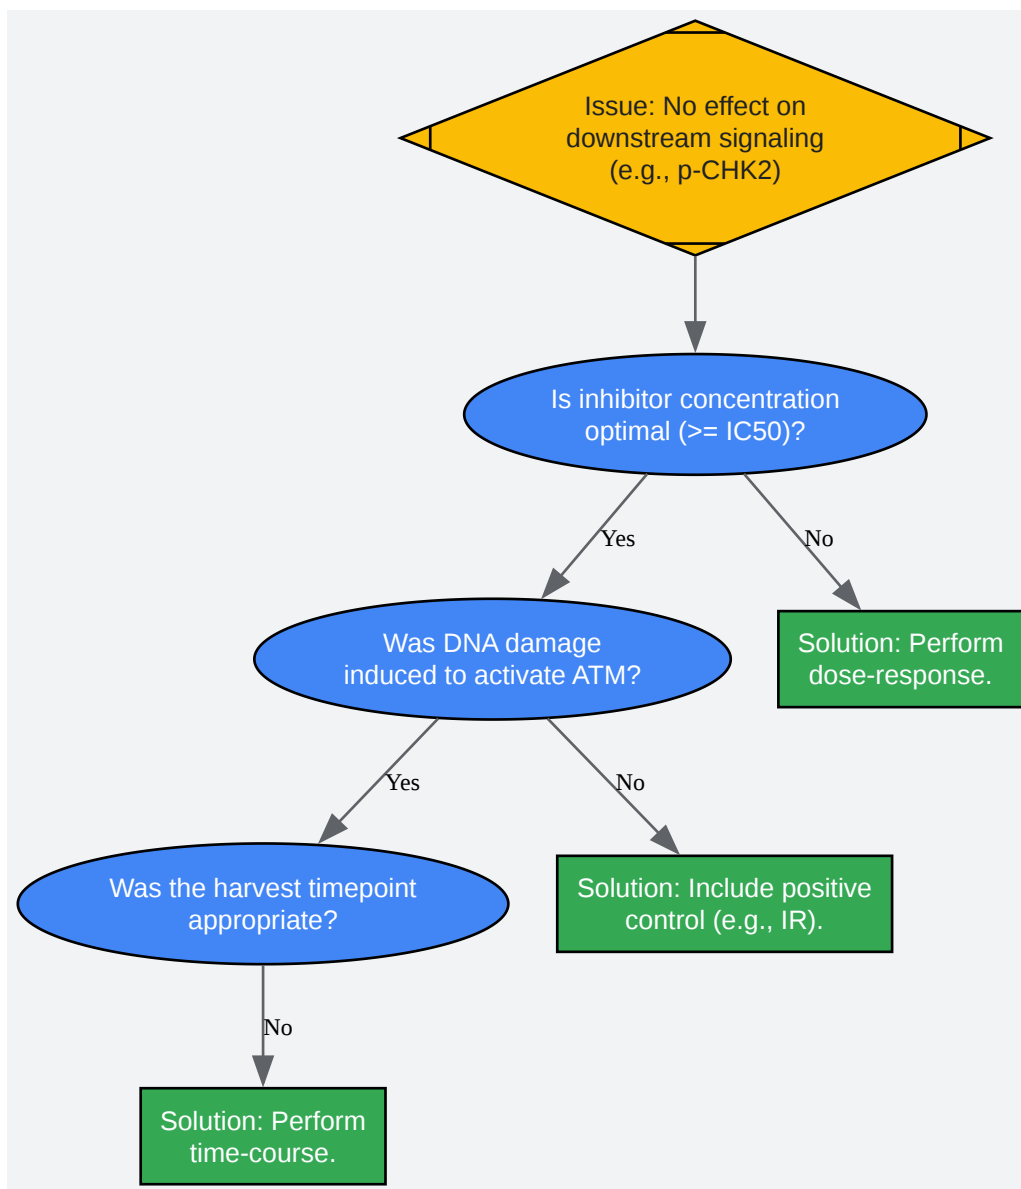 Issue: No effect on
downstream signaling
(e.g., p-CHK2)
Is inhibitor concentration
optimal (>= IC50)?
Yes
No
Was DNA damage
induced to activate ATM?
Solution: Perform
dose-response.
Yes
No
Was the harvest timepoint
appropriate?
Solution: Include positive
control (e.g., IR).
No
Solution: Perform
time-course.